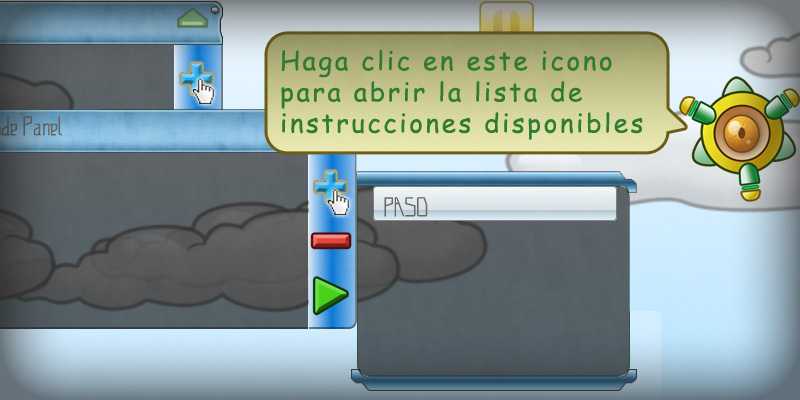 Haga clic en este icono
para abrir la lista de
instrucciones disponibles
de Panel
PASO